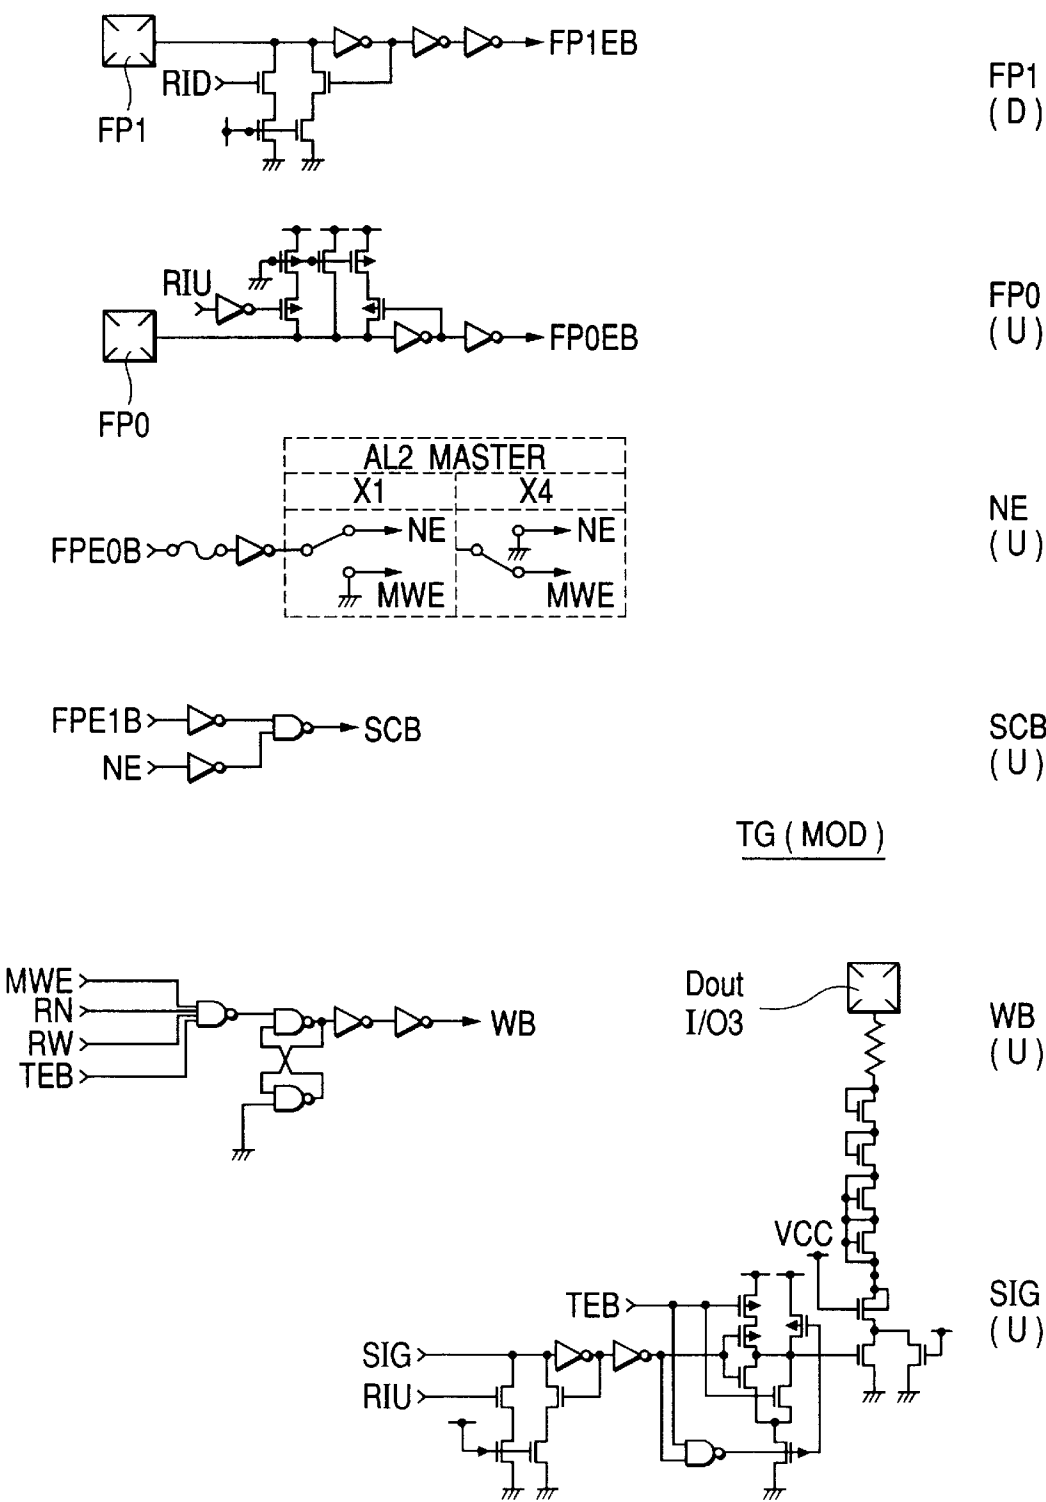 FP1EB
RID
FP1
FP1
( D )
RIU
FP0EB
FP0
FP0
( U )
AL2 MASTER
X1 X4
FPE0B
NE
MWE
NE
MWE
NE
( U )
FPE1B
NE
SCB
SCB
( U )
TG ( MOD )
MWE
RN
RW
TEB
WB
Dout
I/O3
WB
( U )
VCC
TEB
SIG
RIU
SIG
( U )